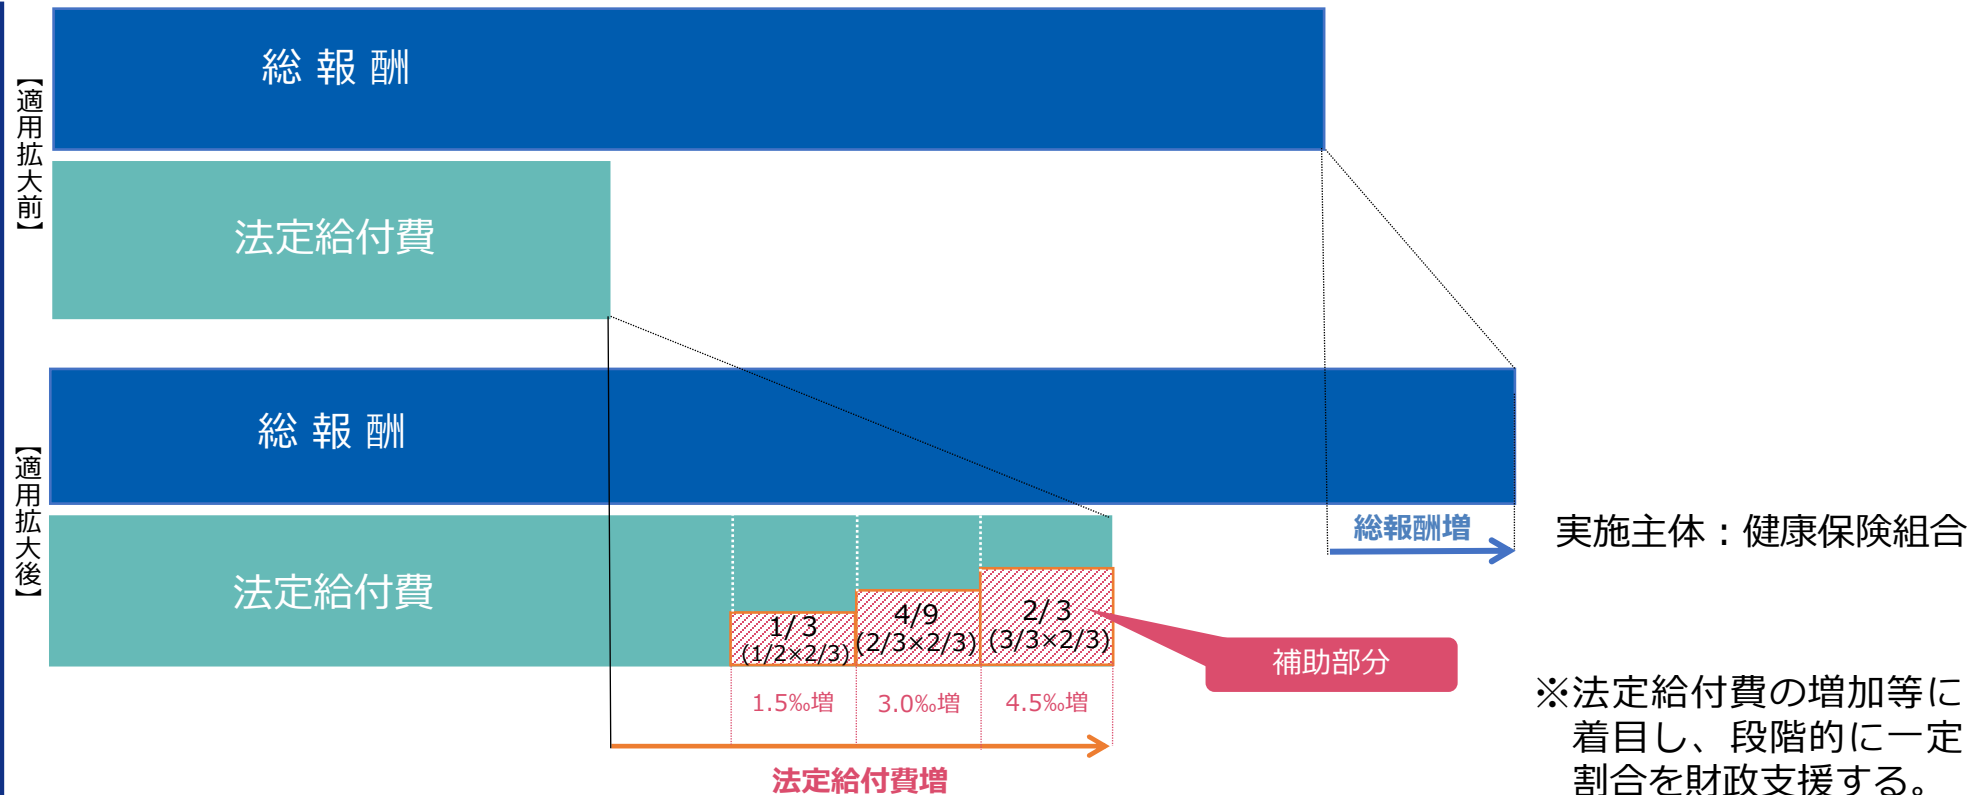 【適用拡大前】
総 報 酬
法定給付費
【適用拡大後】
総 報 酬
総報酬増
実施主体：健康保険組合
法定給付費
1/3
(1/2×2/3)
4/9
(2/3×2/3)
2/3
(3/3×2/3)
補助部分
1.5‰増
3.0‰増
4.5‰増
法定給付費増
※法定給付費の増加等に
着目し、段階的に一定
割合を財政支援する。